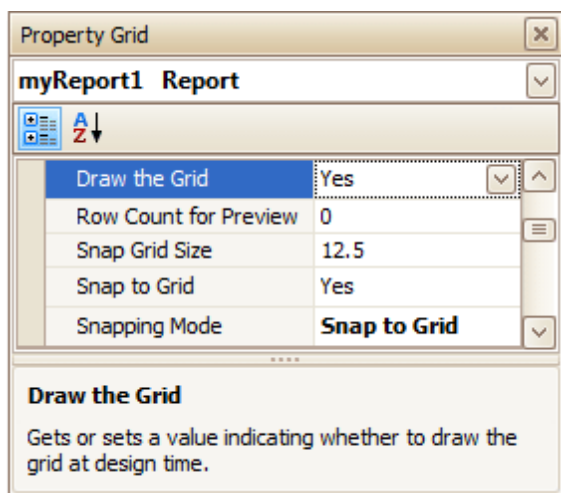 Property Grid
myReport1 Report
A
Z
Draw the Grid Yes
Row Count for Preview 0
Snap Grid Size 12.5
Snap to Grid Yes
Snapping Mode Snap to Grid
Draw the Grid
Gets or sets a value indicating whether to draw the
grid at design time.